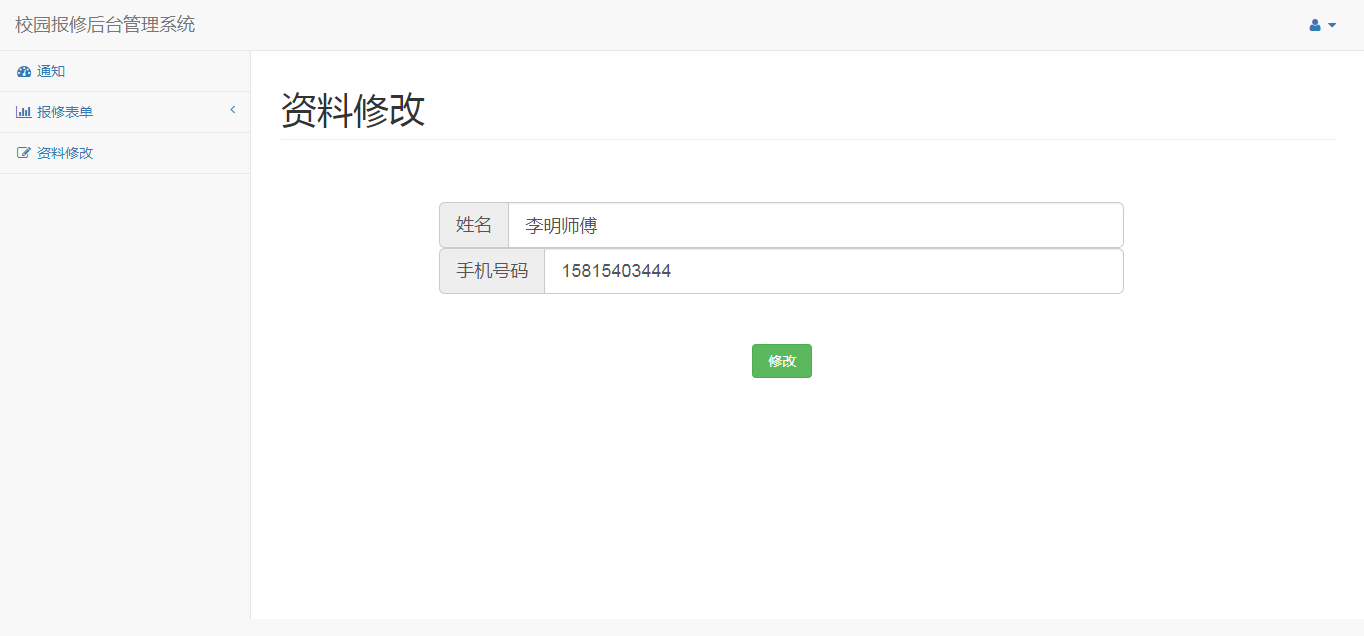 校园报修后台管理系统
通知
报修表单
资料修改
资料修改
姓名 李明师傅
手机号码 15815403444
修改